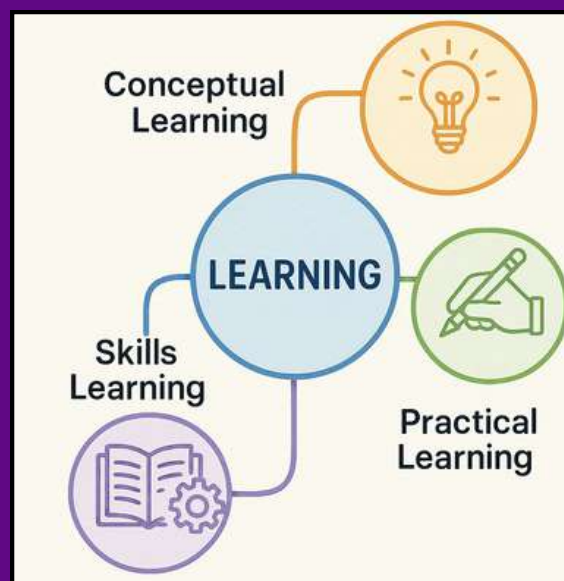 Conceptual
Learning
LEARNING
Skills
Learning
Practical
Learning